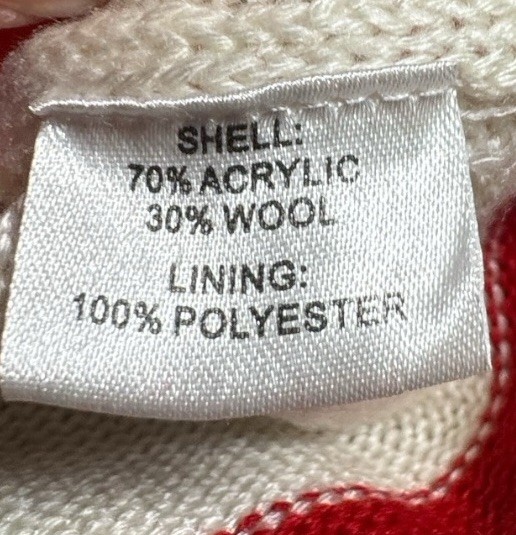 SHELL:
70% ACRYLIC
30% WOOL
LINING:
100% POLYESTER